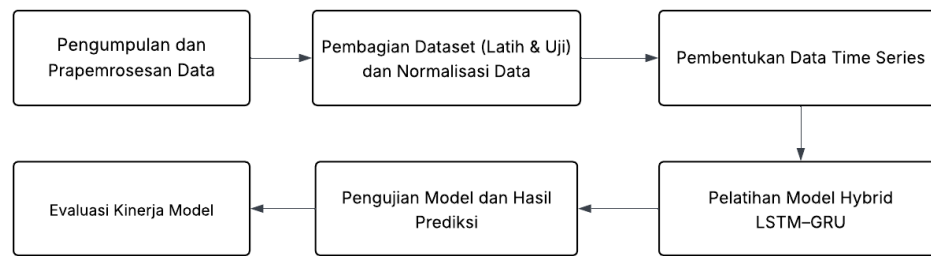 Pengumpulan dan
Prapemrosesan Data
Pembagian Dataset (Latih & Uji)
dan Normalisasi Data
Pembentukan Data Time Series
Pelatihan Model Hybrid
LSTM–GRU
Pengujian Model dan Hasil
Prediksi
Evaluasi Kinerja Model